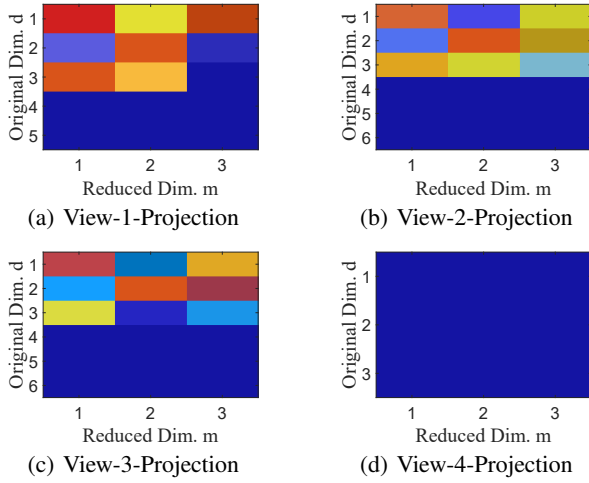 Original Dim. d
1
2
3
4
5
1 2 3
Reduced Dim. m
(a) View-1-Projection
Original Dim. d
1
2
3
4
5
6
1 2 3
Reduced Dim. m
(b) View-2-Projection
Original Dim. d
1
2
3
4
5
6
1 2 3
Reduced Dim. m
(c) View-3-Projection
Original Dim. d
1
2
3
1 2 3
Reduced Dim. m
(d) View-4-Projection